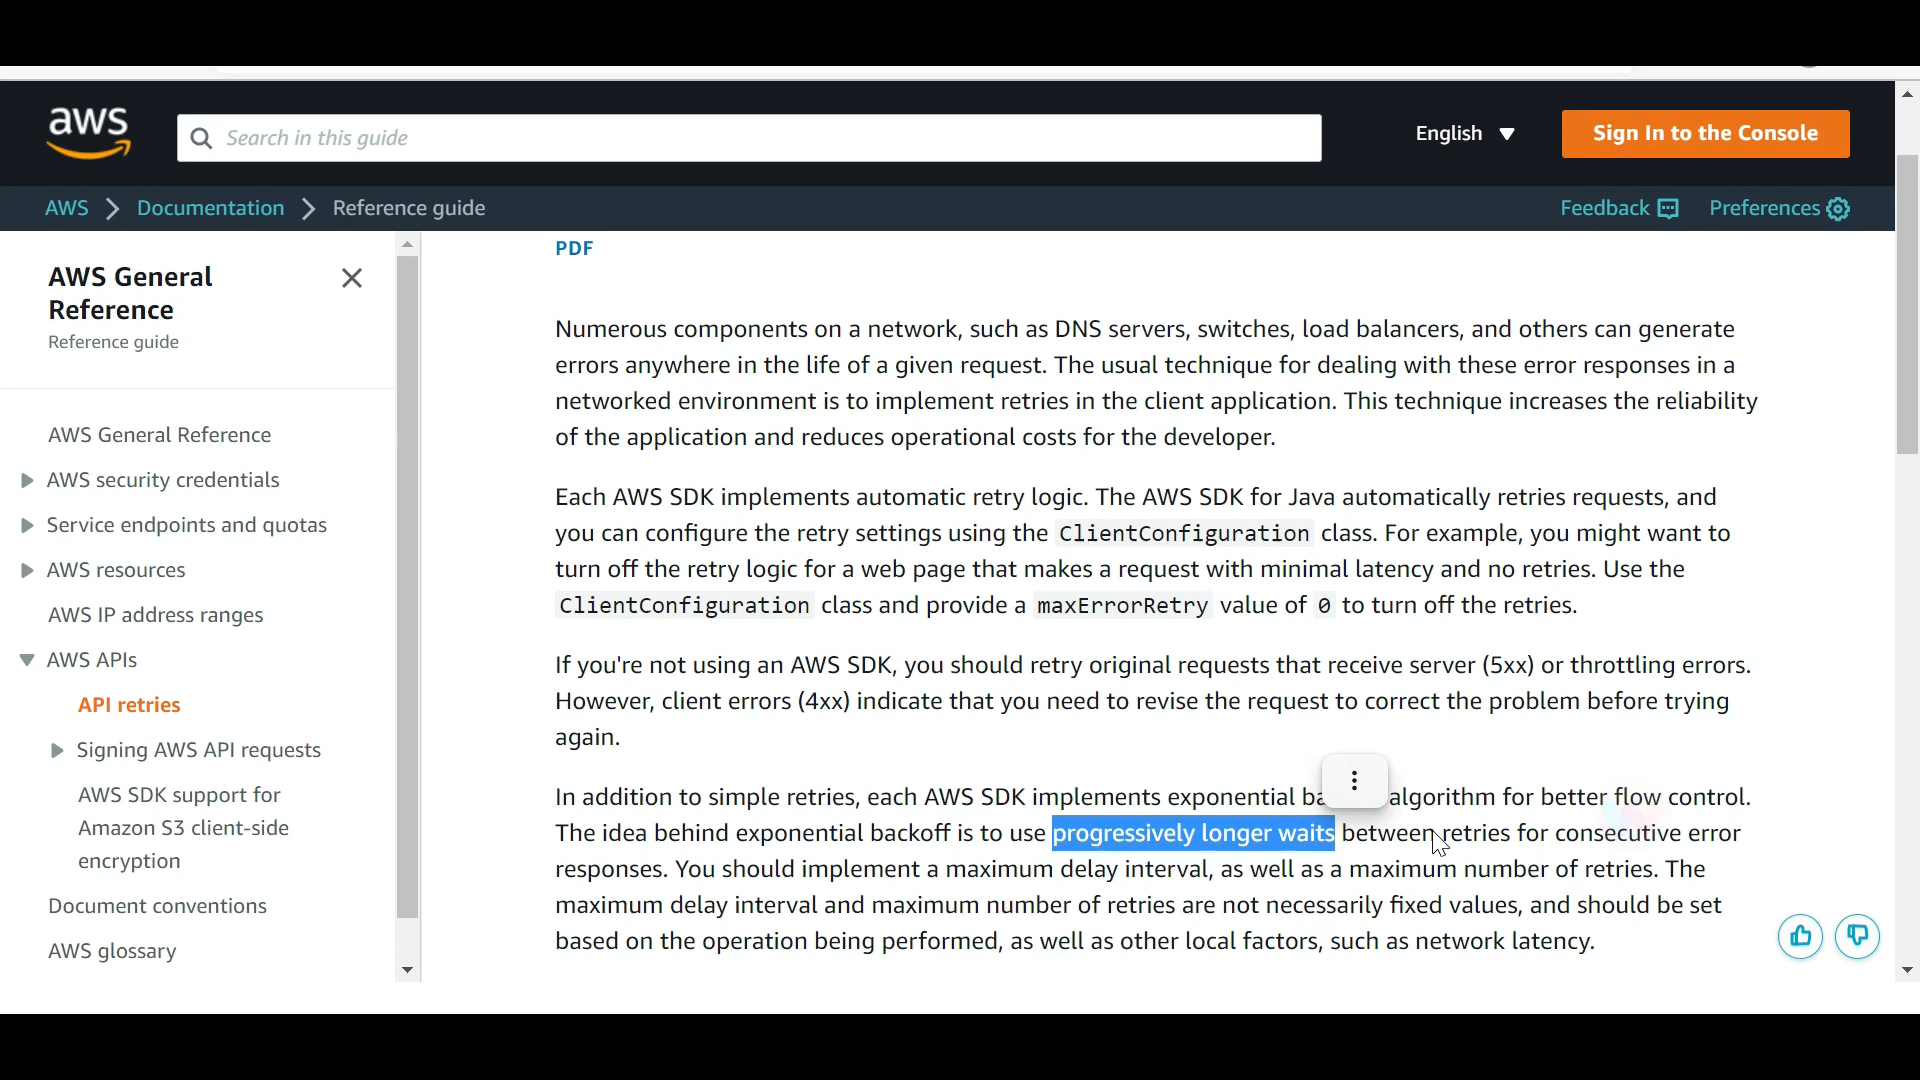 aws
Search in this guide
English
Sign In to the Console
AWS
Documentation
Reference guide
Feedback
Preferences
AWS General
Reference
Reference guide
AWS General Reference
AWS security credentials
Service endpoints and quotas
AWS resources
AWS IP address ranges
AWS APIs
API retries
Signing AWS API requests
AWS SDK support for
Amazon S3 client-side
encryption
Document conventions
AWS glossary
PDF
Numerous components on a network, such as DNS servers, switches, load balancers, and others can generate
errors anywhere in the life of a given request. The usual technique for dealing with these error responses in a
networked environment is to implement retries in the client application. This technique increases the reliability
of the application and reduces operational costs for the developer.
Each AWS SDK implements automatic retry logic. The AWS SDK for Java automatically retries requests, and
you can configure the retry settings using the ClientConfiguration class. For example, you might want to
turn off the retry logic for a web page that makes a request with minimal latency and no retries. Use the
ClientConfiguration class and provide a maxErrorRetry value of 0 to turn off the retries.
If you're not using an AWS SDK, you should retry original requests that receive server (5xx) or throttling errors.
However, client errors (4xx) indicate that you need to revise the request to correct the problem before trying
again.
In addition to simple retries, each AWS SDK implements exponential algorithm for better flow control.
The idea behind exponential backoff is to use progressively longer waits between retries for consecutive error
responses. You should implement a maximum delay interval, as well as a maximum number of retries. The
maximum delay interval and maximum number of retries are not necessarily fixed values, and should be set
based on the operation being performed, as well as other local factors, such as network latency.